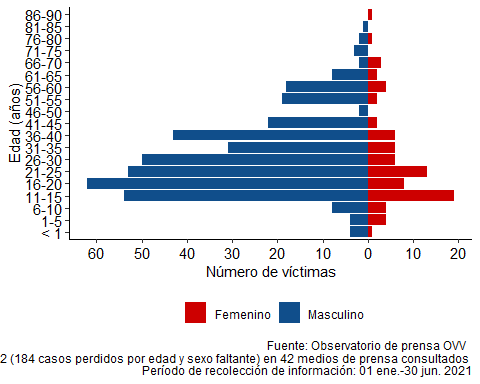 Edad (años)
86-90
81-85
76-80
71-75
66-70
61-65
56-60
51-55
46-50
41-45
36-40
31-35
26-30
21-25
16-20
11-15
6-10
1-5
< 1
60 50 40 30 20 10 0 10 20
Número de víctimas
Femenino Masculino
Fuente: Observatorio de prensa OVV
2 (184 casos perdidos por edad y sexo faltante) en 42 medios de prensa consultados
Período de recolección de información: 01 ene.-30 jun. 2021